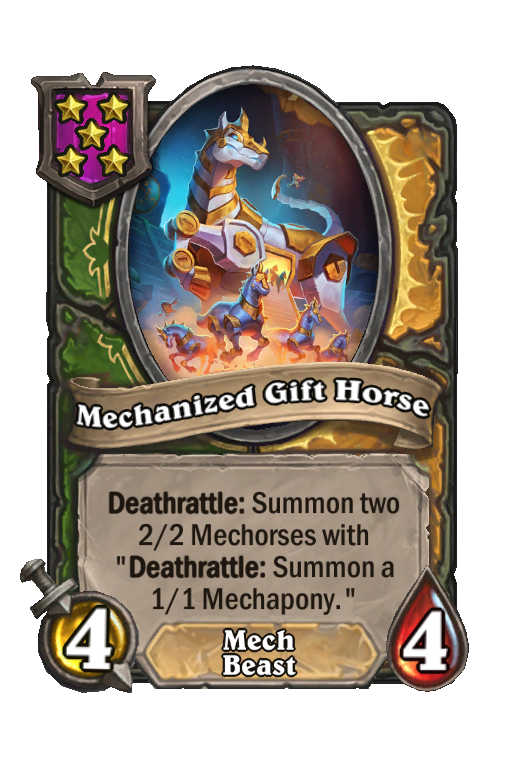 Mechanized Gift Horse
Deathrattle: Summon two
2/2 Mechorses with
"Deathrattle: Summon a
1/1 Mechapony."
4
Mech
Beast
4